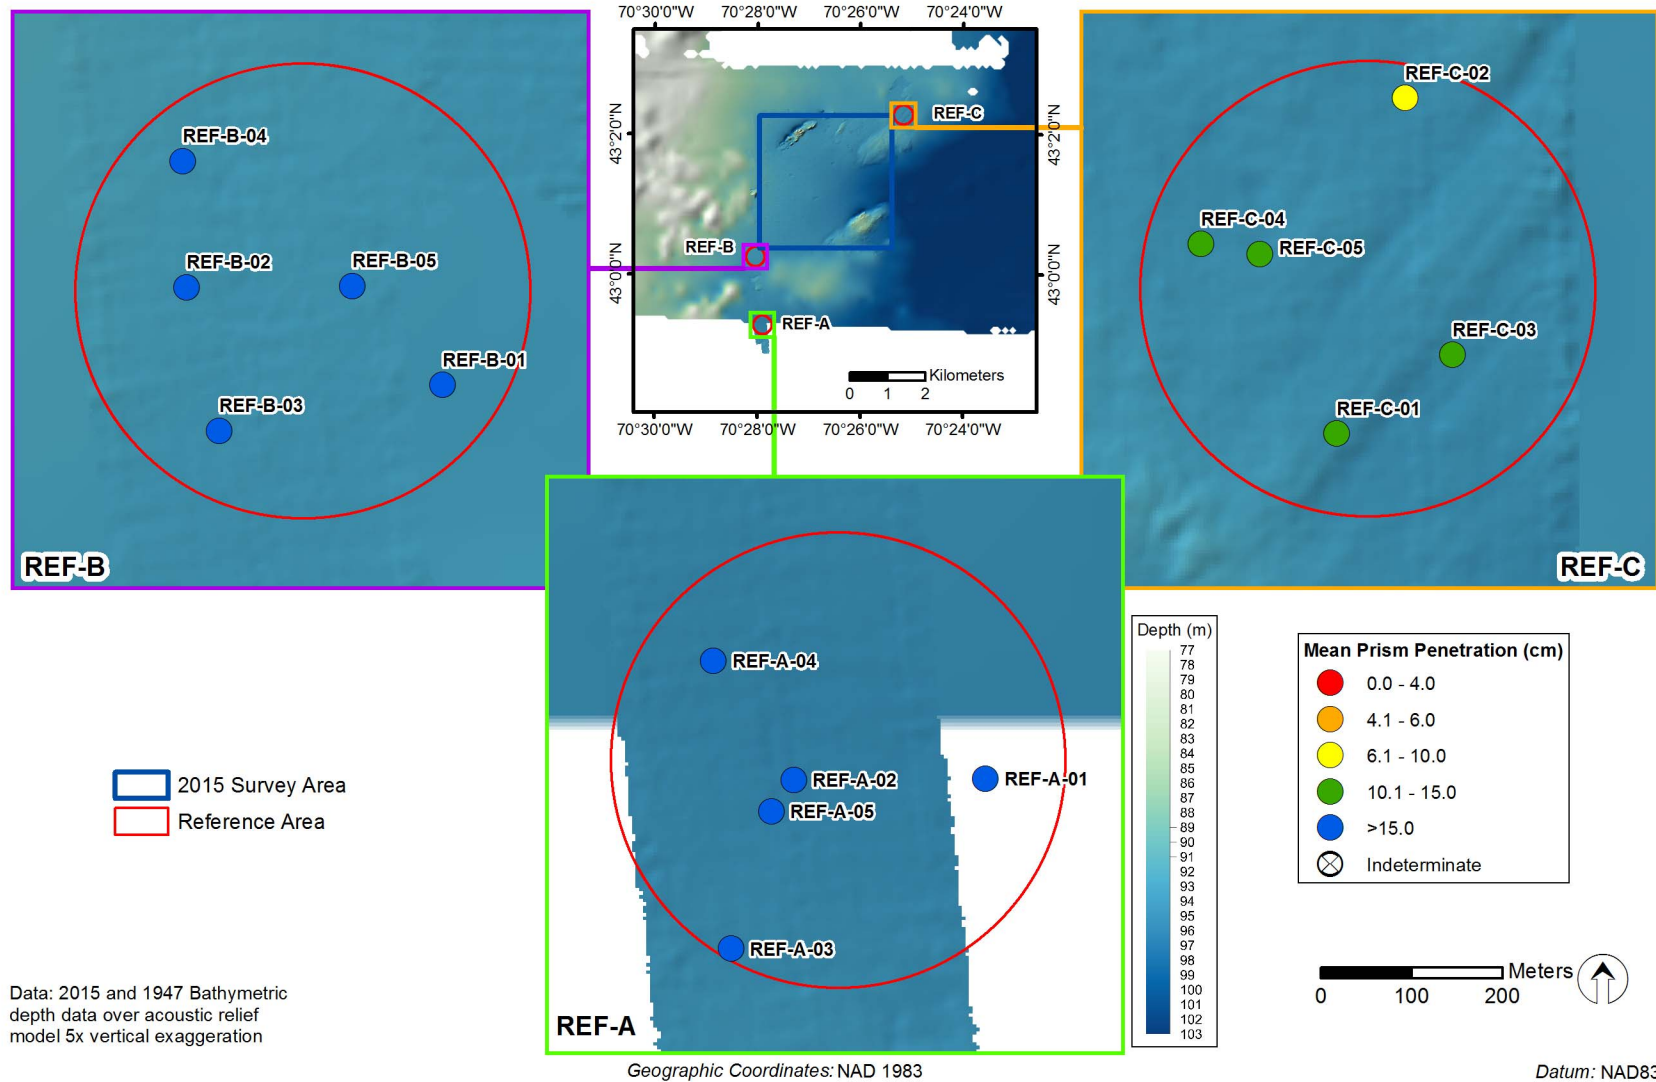 70°30'0"W 70°28'0"W 70°26'0"W 70°24'0"W
43°2'0"N
43°0'0"N
43°2'0"N
43°0'0"N
REF-C
REF-B
REF-A
Kilometers
0 1 2
70°30'0"W 70°28'0"W 70°26'0"W 70°24'0"W
REF-B-04
REF-B-02
REF-B-05
REF-B-01
REF-B-03
REF-B
REF-C-02
REF-C-04
REF-C-05
REF-C-03
REF-C-01
REF-C
REF-A-04
REF-A-02
REF-A-01
REF-A-05
REF-A-03
REF-A
Depth (m)
77
78
79
80
81
82
83
84
85
86
87
88
89
90
91
92
93
94
95
96
97
98
99
100
101
102
103
Mean Prism Penetration (cm)
0.0 - 4.0
4.1 - 6.0
6.1 - 10.0
10.1 - 15.0
>15.0
Indeterminate
2015 Survey Area
Reference Area
Meters
0 100 200
Data: 2015 and 1947 Bathymetric
depth data over acoustic relief
model 5x vertical exaggeration
Geographic Coordinates: NAD 1983
Datum: NAD83